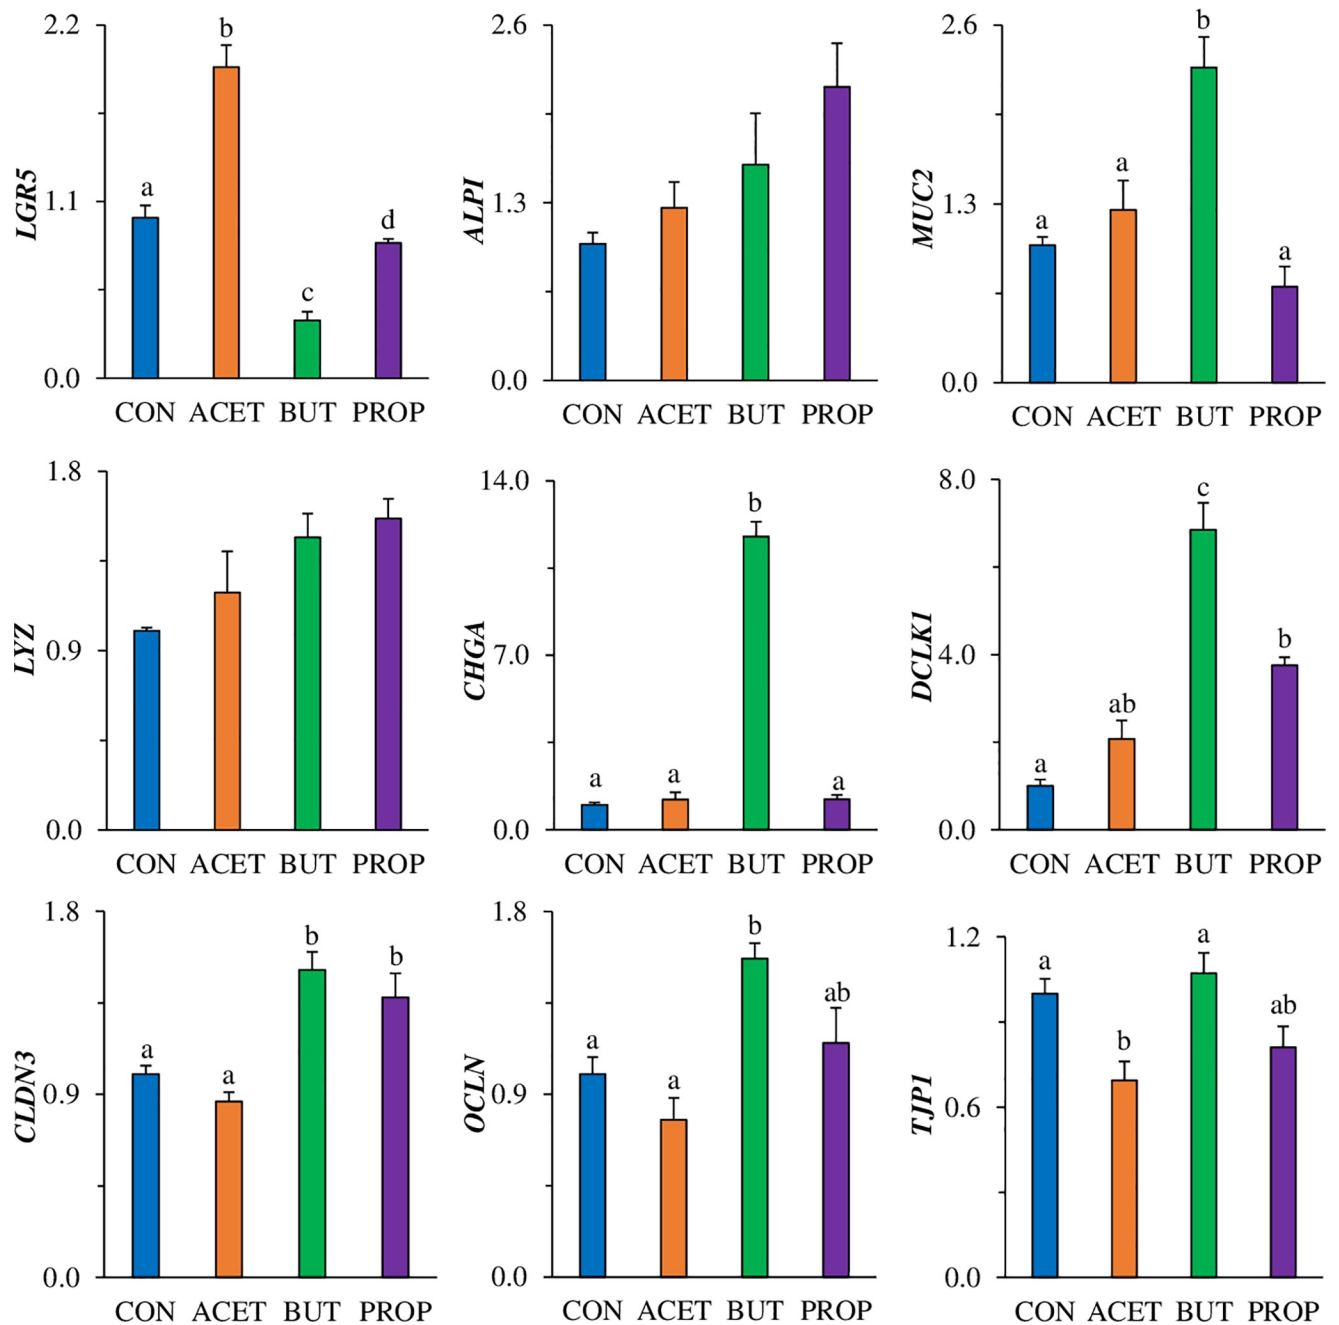 LGR5
2.2
1.1
0.0
a
b
c
d
CON ACET BUT PROP
ALPI
2.6
1.3
0.0
CON ACET BUT PROP
MUC2
2.6
1.3
0.0
a
a
b
a
CON ACET BUT PROP
LYZ
1.8
0.9
0.0
CON ACET BUT PROP
CHGA
14.0
7.0
0.0
a
a
b
a
CON ACET BUT PROP
DCLK1
8.0
4.0
0.0
a
ab
c
b
CON ACET BUT PROP
CLDN3
1.8
0.9
0.0
a
a
b
b
CON ACET BUT PROP
OCLN
1.8
0.9
0.0
a
a
b
ab
CON ACET BUT PROP
TJP1
1.2
0.6
0.0
a
b
a
ab
CON ACET BUT PROP